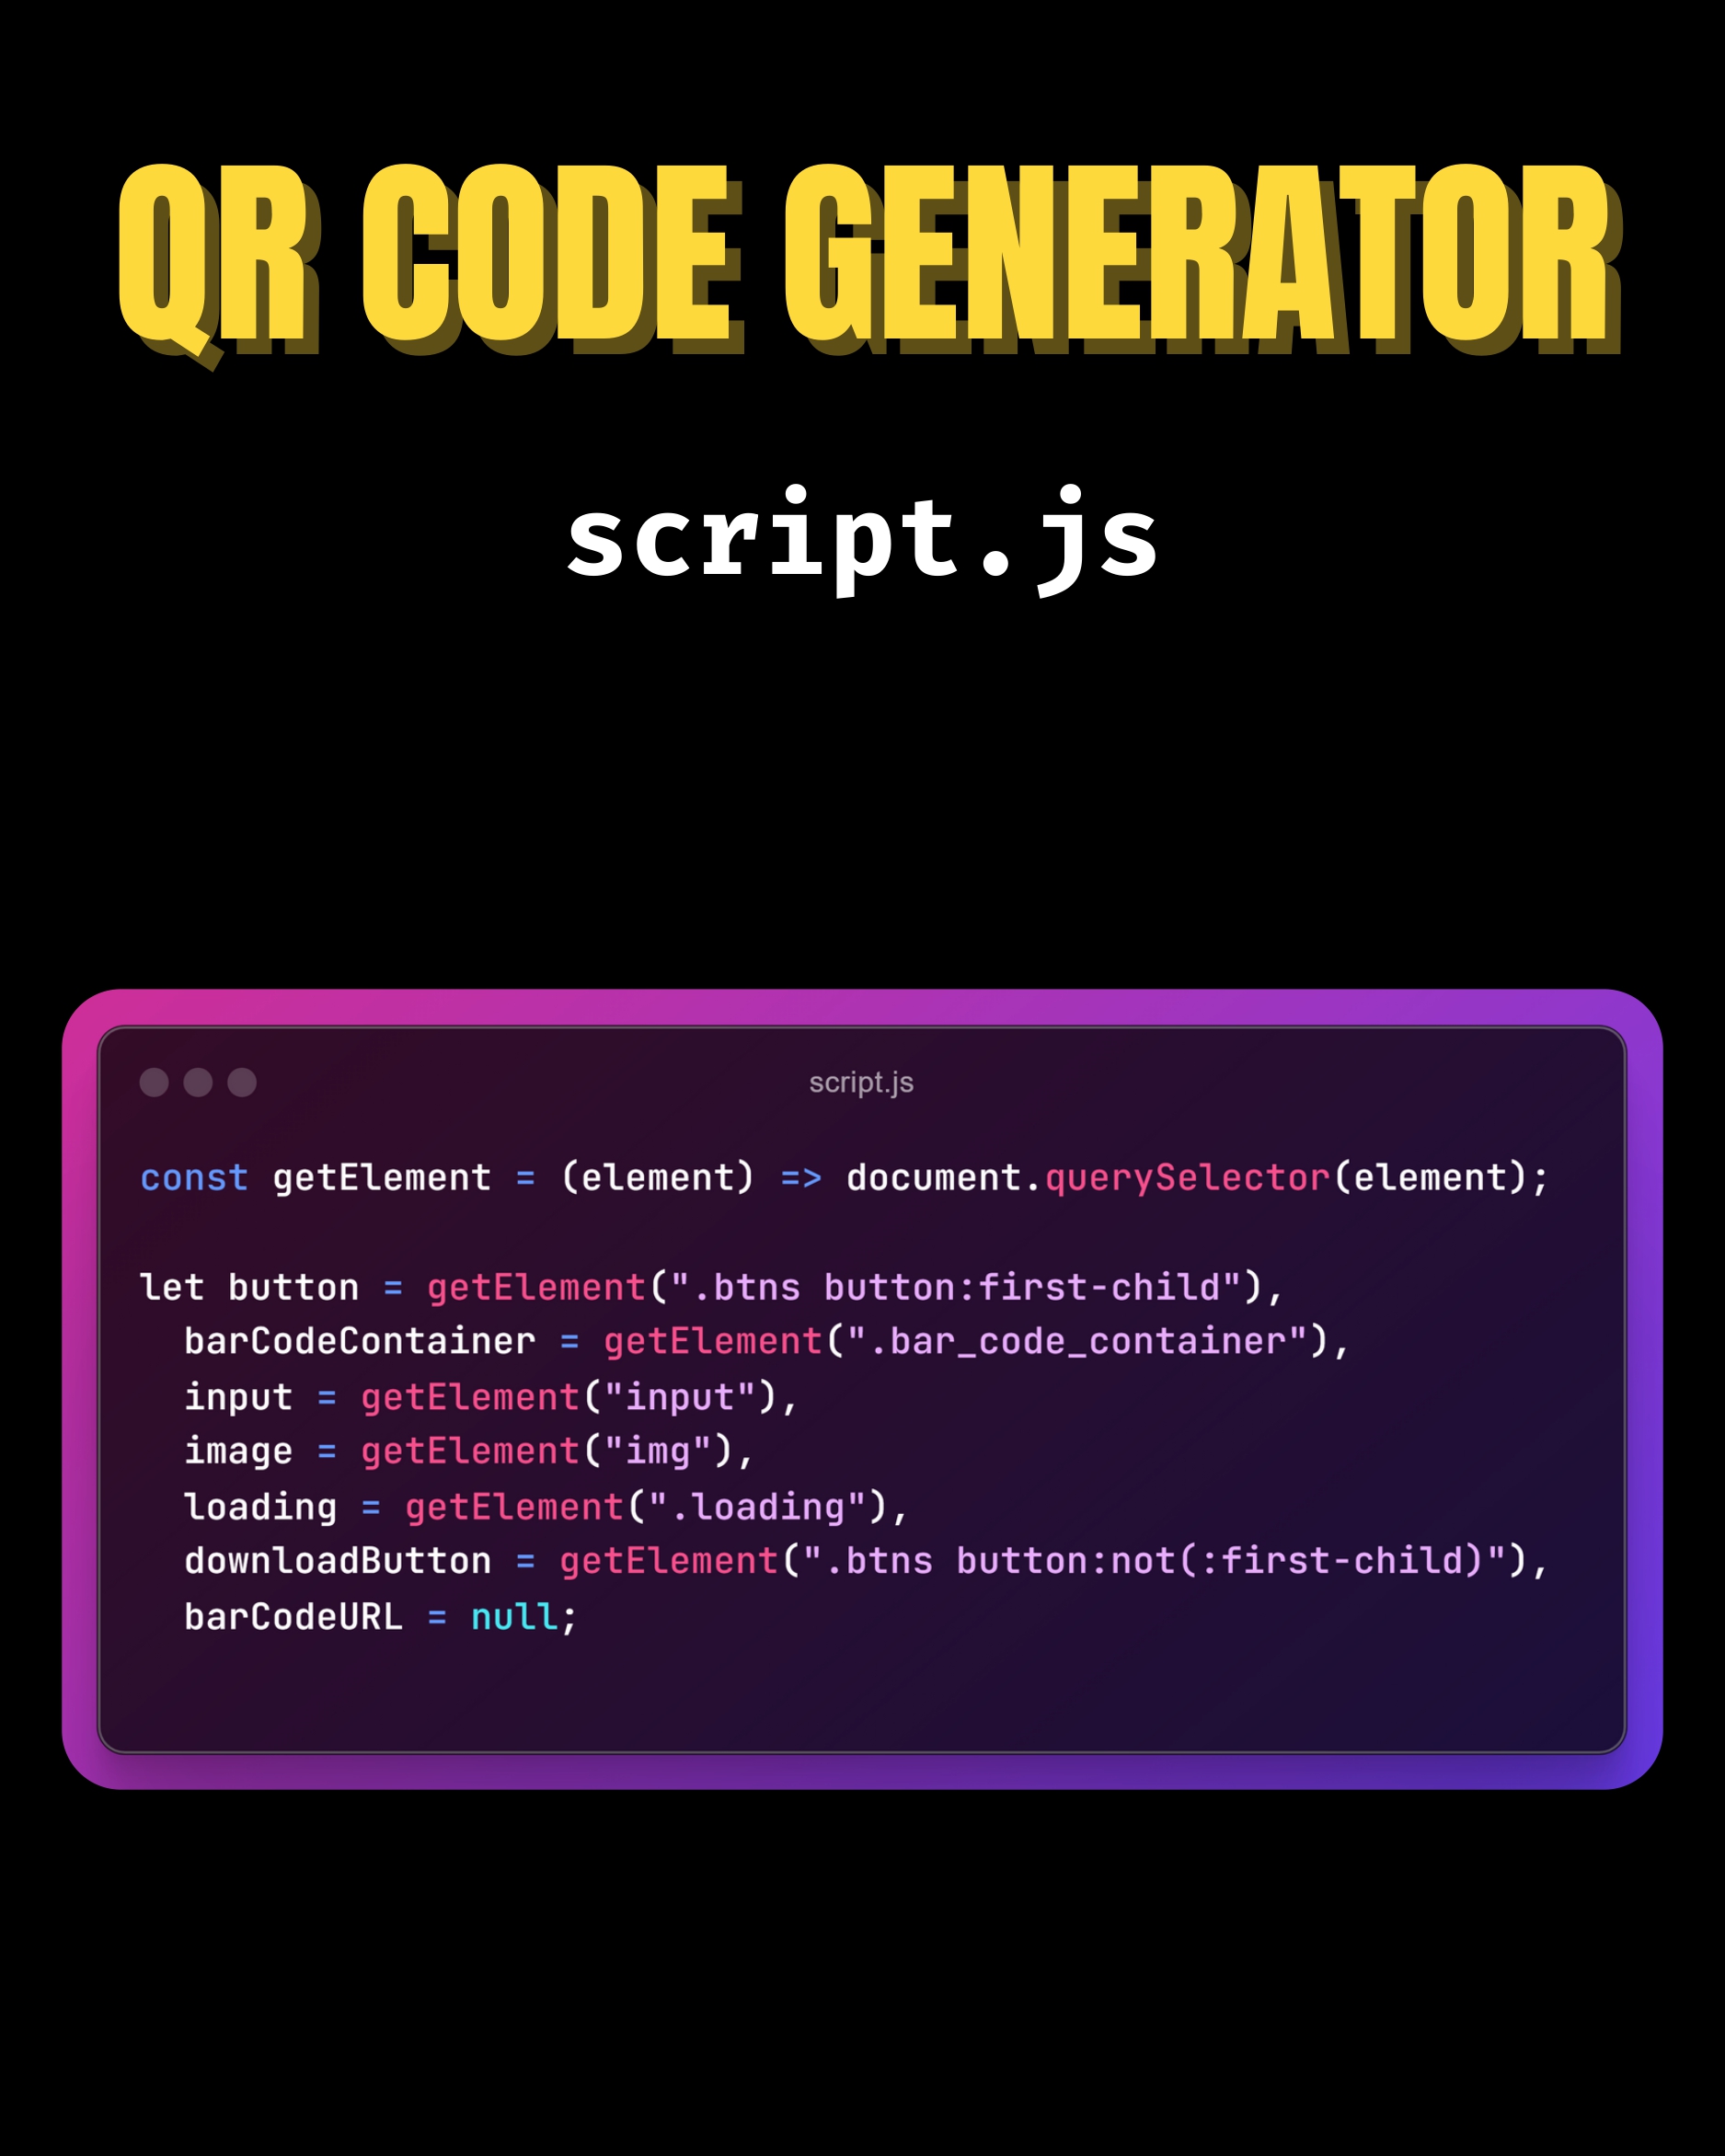 QR CODE GENERATOR
script.js
script.js
const getElement = (element) => document.querySelector(element);
let button = getElement(".btns button:first-child"),
  barCodeContainer = getElement(".bar_code_container"),
  input = getElement("input"),
  image = getElement("img"),
  loading = getElement(".loading"),
  downloadButton = getElement(".btns button:not(:first-child)"),
  barCodeURL = null;